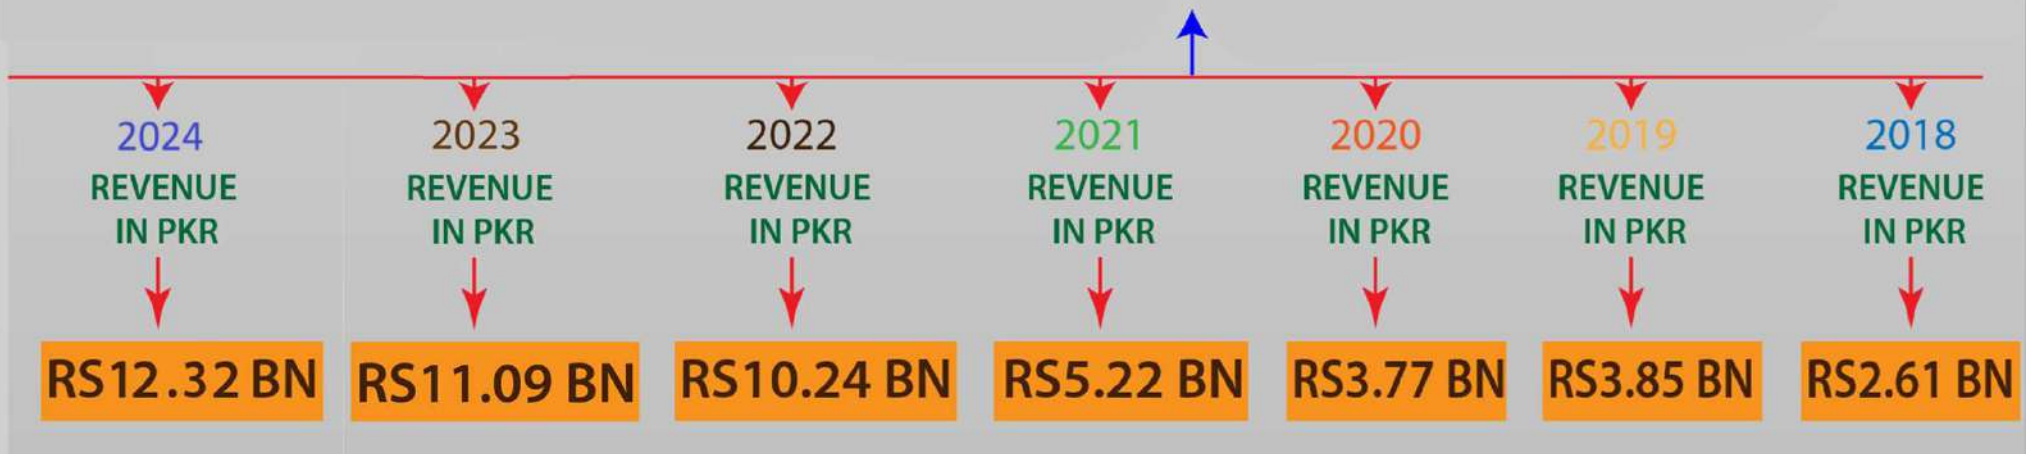 2024
REVENUE
IN PKR
RS12.32 BN
2023
REVENUE
IN PKR
RS11.09 BN
2022
REVENUE
IN PKR
RS10.24 BN
2021
REVENUE
IN PKR
RS5.22 BN
2020
REVENUE
IN PKR
RS3.77 BN
2019
REVENUE
IN PKR
RS3.85 BN
2018
REVENUE
IN PKR
RS2.61 BN